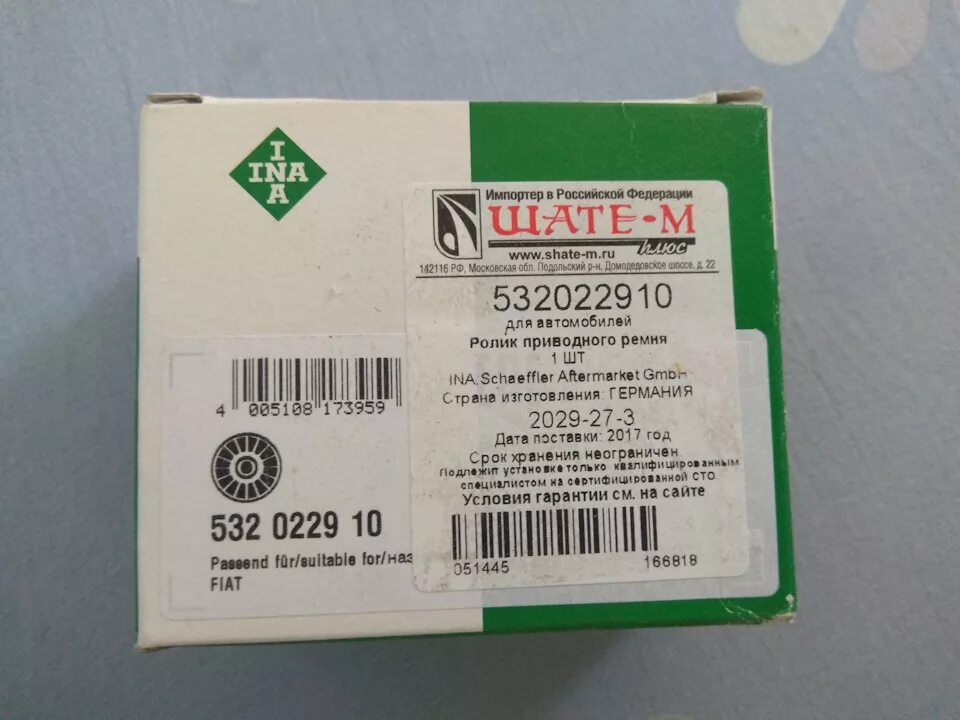 I
INA
A
Импортер в Российской Федерации
ШАТЕ-М
плюс
www.shate-m.ru
142116 РФ, Московская обл. Подольский р-н, Домодедовское шоссе, д. 22
532022910
для автомобилей
Ролик приводного ремня
1 ШТ
INA.Schaeffler Aftermarket GmbH
Страна изготовления: ГЕРМАНИЯ
2029-27-3
Дата поставки: 2017 год
Срок хранения неограничен.
Подлежит установке только квалифицированным
специалистом на сертифицированной СТО
Условия гарантии см. на сайте
051445 166818
4 005108 173959
532 0229 10
Passend für/suitable for/наз
FIAT